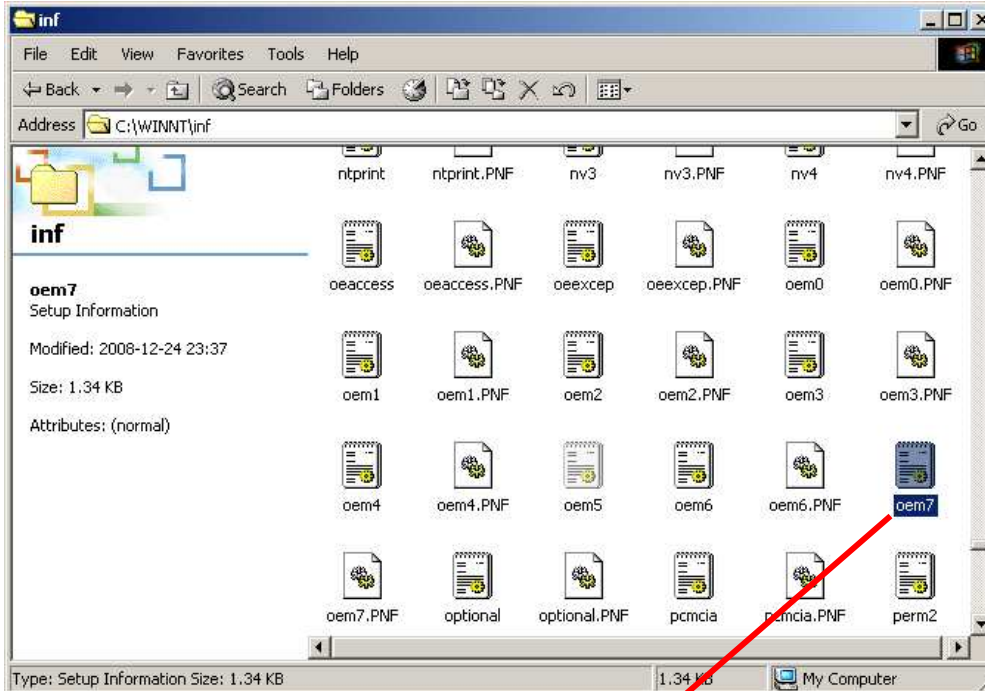 inf
File Edit View Favorites Tools Help
Back Search Folders
Address C:\WINNT\inf Go
ntprint ntprint.PNF nv3 nv3.PNF nv4 nv4.PNF
inf
oem7
Setup Information
Modified: 2008-12-24 23:37
Size: 1.34 KB
Attributes: (normal)
oeaccess oeaccess.PNF oeexcep oeexcep.PNF oem0 oem0.PNF
oem1 oem1.PNF oem2 oem2.PNF oem3 oem3.PNF
oem4 oem4.PNF oem5 oem6 oem6.PNF oem7
oem7.PNF optional optional.PNF pcmcia pcmcia.PNF perm2
Type: Setup Information Size: 1.34 KB 1.34 KB My Computer